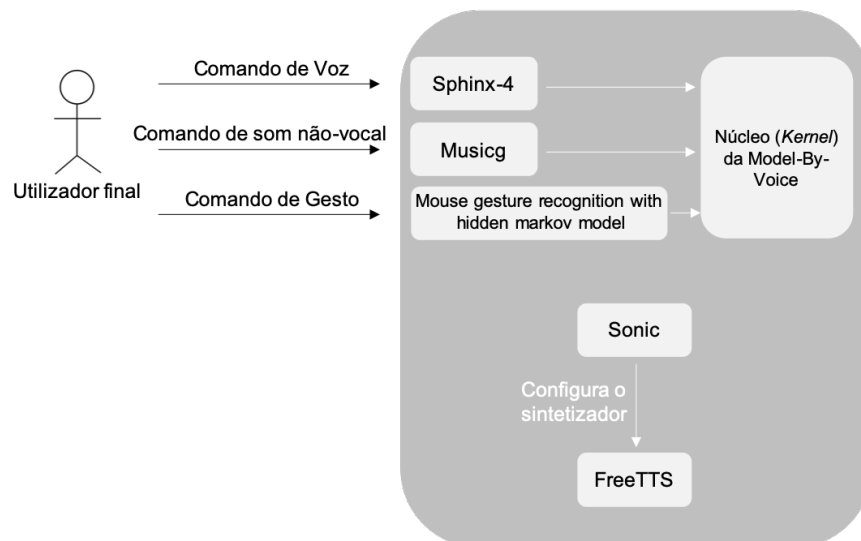 Comando de Voz
Sphinx-4
Comando de som não-vocal
Musicg
Núcleo (Kernel)
da Model-By-
Voice
Utilizador final
Comando de Gesto
Mouse gesture recognition with
hidden markov model
Sonic
Configura o
sintetizador
FreeTTS